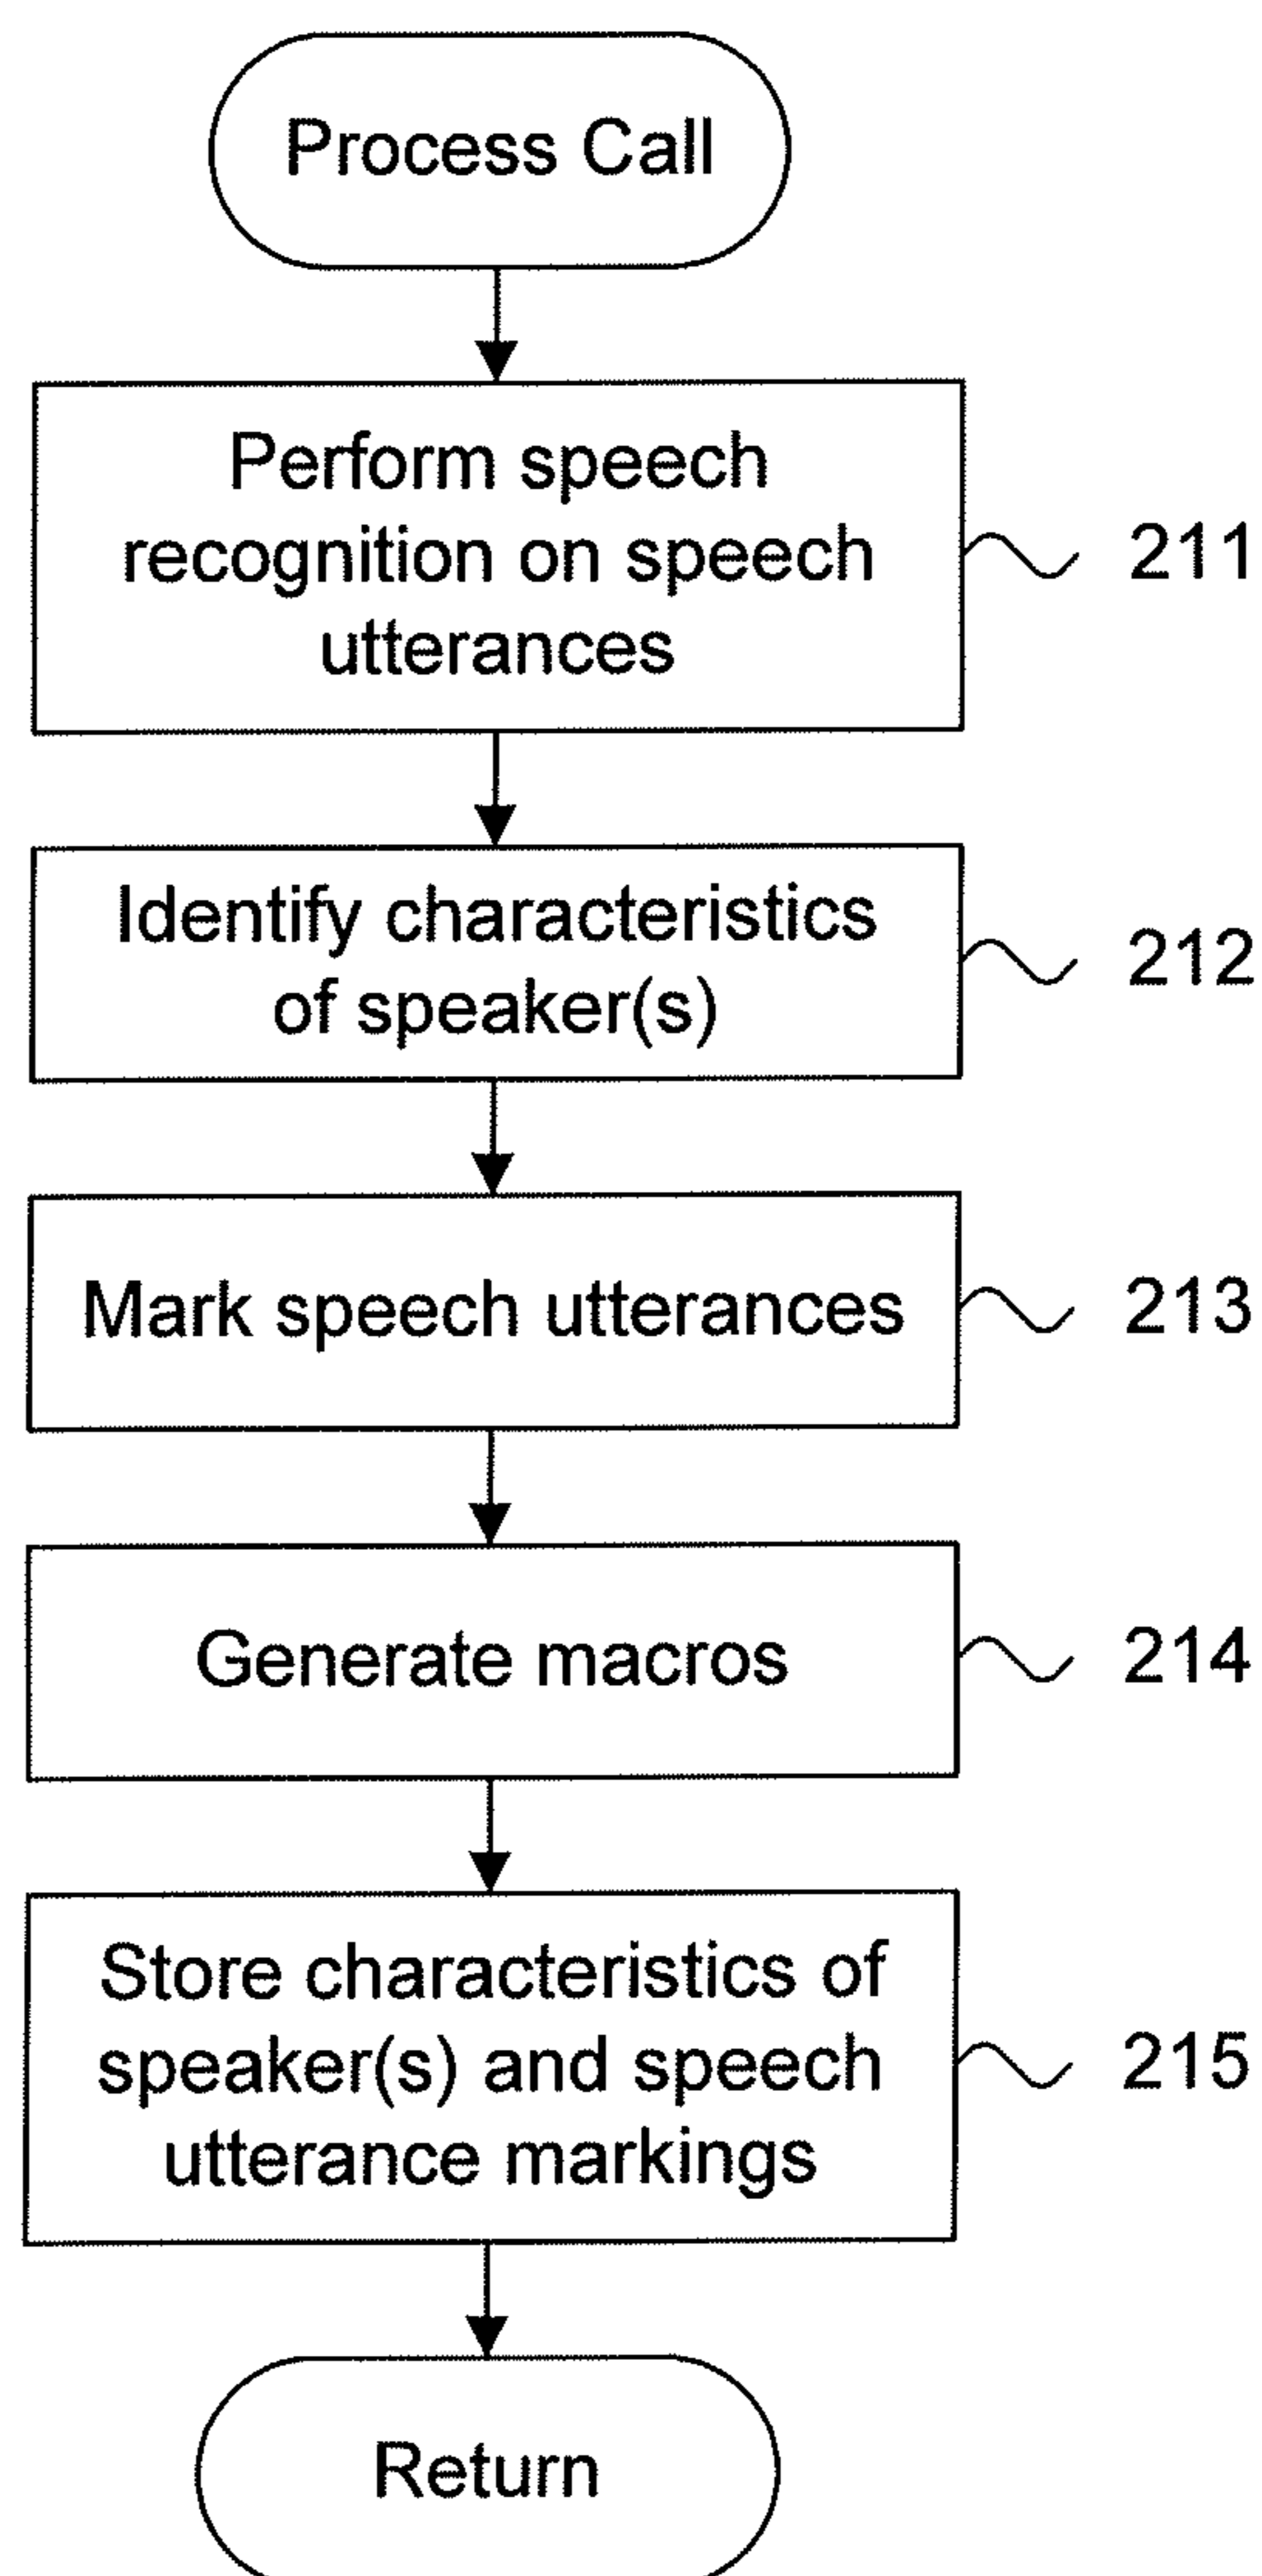 Process Call
Perform speech
recognition on speech
utterances
211
Identify characteristics
of speaker(s)
212
Mark speech utterances
213
Generate macros
214
Store characteristics of
speaker(s) and speech
utterance markings
215
Return